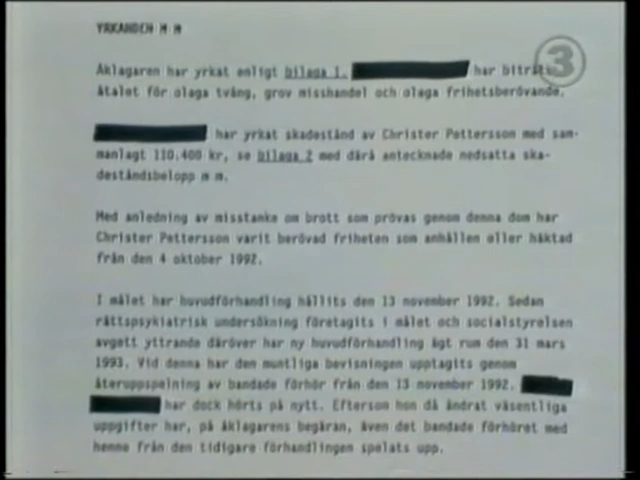 YRKANDEN M M
Åklagaren har yrkat enligt bilaga 1. har biträtt
åtalet för olaga tvång, grov misshandel och olaga frihetsberövande.
har yrkat skadestånd av Christer Pettersson med sam-
manlagt 110.400 kr, se bilaga 2 med därå antecknade nedsatta ska-
deståndsbelopp m m.
Med anledning av misstanke om brott som prövas genom denna dom har
Christer Pettersson varit berövad friheten som anhållen eller häktad
från den 4 oktober 1992.
I målet har huvudförhandling hållits den 13 november 1992. Sedan
rättspsykiatrisk undersökning företagits i målet och socialstyrelsen
avgett yttrande däröver har ny huvudförhandling ägt rum den 31 mars
1993. Vid denna har den muntliga bevisningen upptagits genom
återuppspelning av bandade förhör från den 13 november 1992.
har dock hörts på nytt. Eftersom hon då ändrat väsentliga
uppgifter har, på åklagarens begäran, även det bandade förhöret med
henne från den tidigare förhandlingen spelats upp.
3